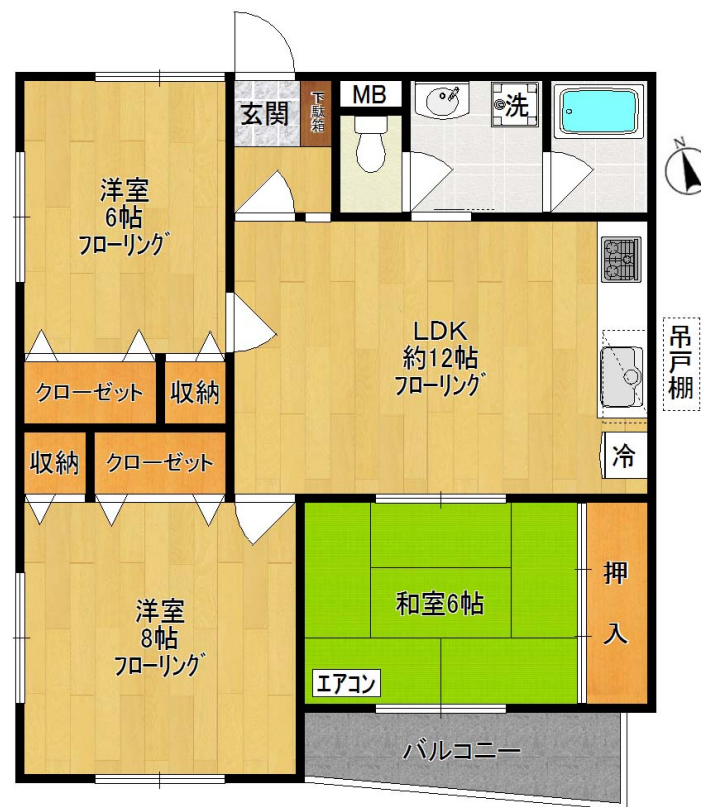 玄関
下駄箱
MB
洗
N
洋室
6帖
フローリング
LDK
約12帖
フローリング
吊戸棚
クローゼット
収納
冷
収納
クローゼット
洋室
8帖
フローリング
和室6帖
押入
エアコン
バルコニー